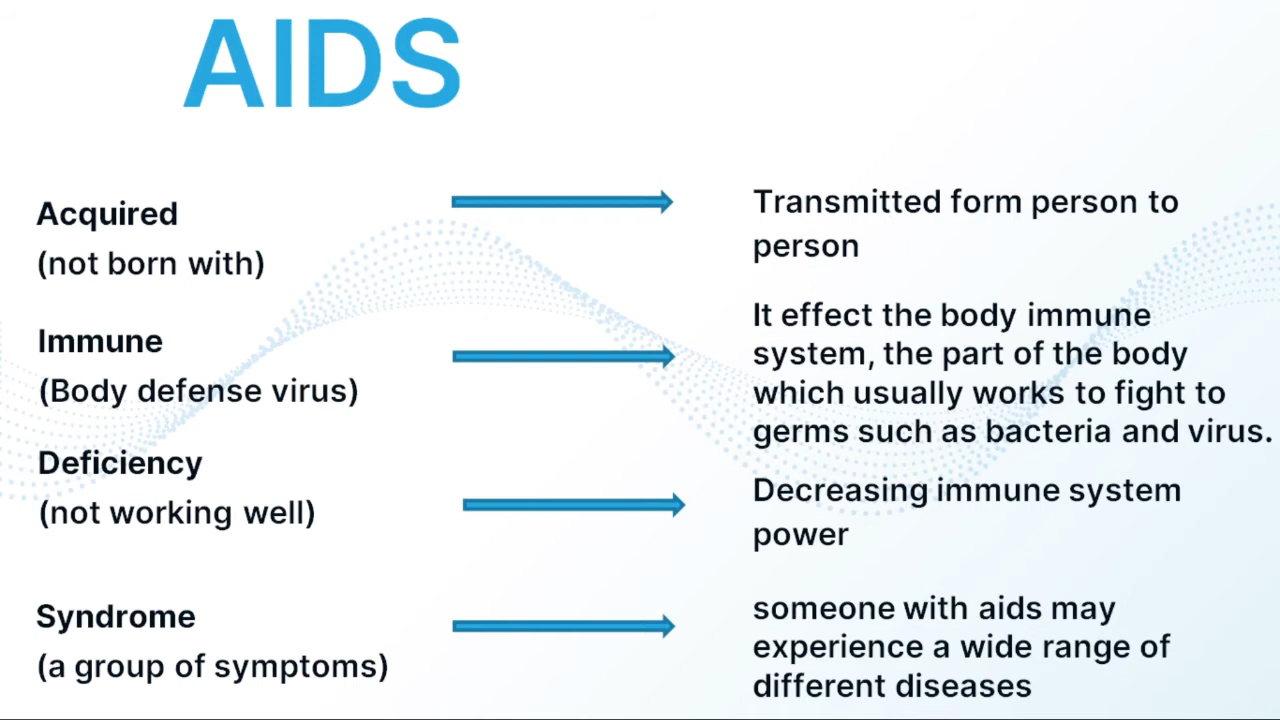 AIDS
Acquired
(not born with)
Transmitted form person to
person
Immune
(Body defense virus)
It effect the body immune
system, the part of the body
which usually works to fight to
germs such as bacteria and virus.
Deficiency
(not working well)
Decreasing immune system
power
Syndrome
(a group of symptoms)
someone with aids may
experience a wide range of
different diseases